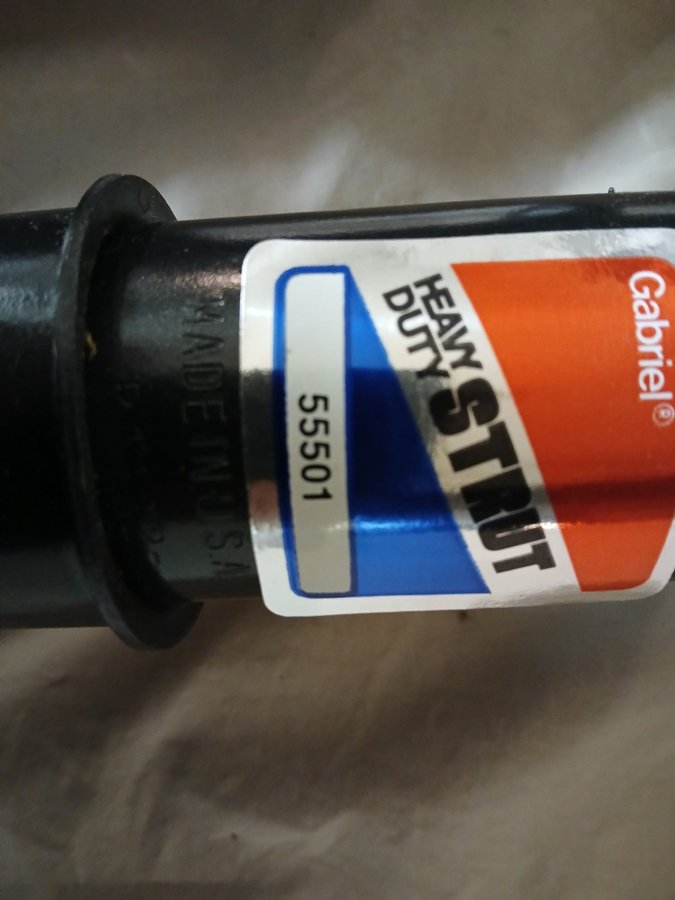 Gabriel®
HEAVY
DUTY
STRUT
55501
MADE IN U.S.A